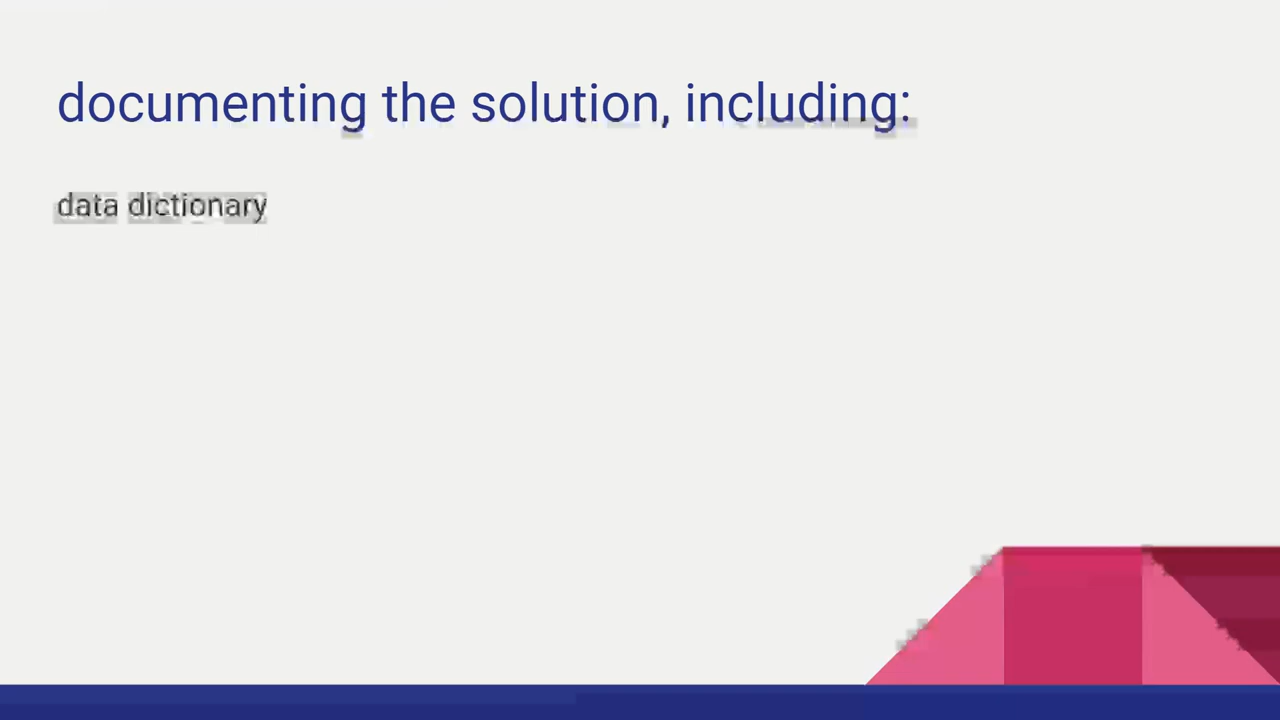 documenting the solution, including:
data dictionary